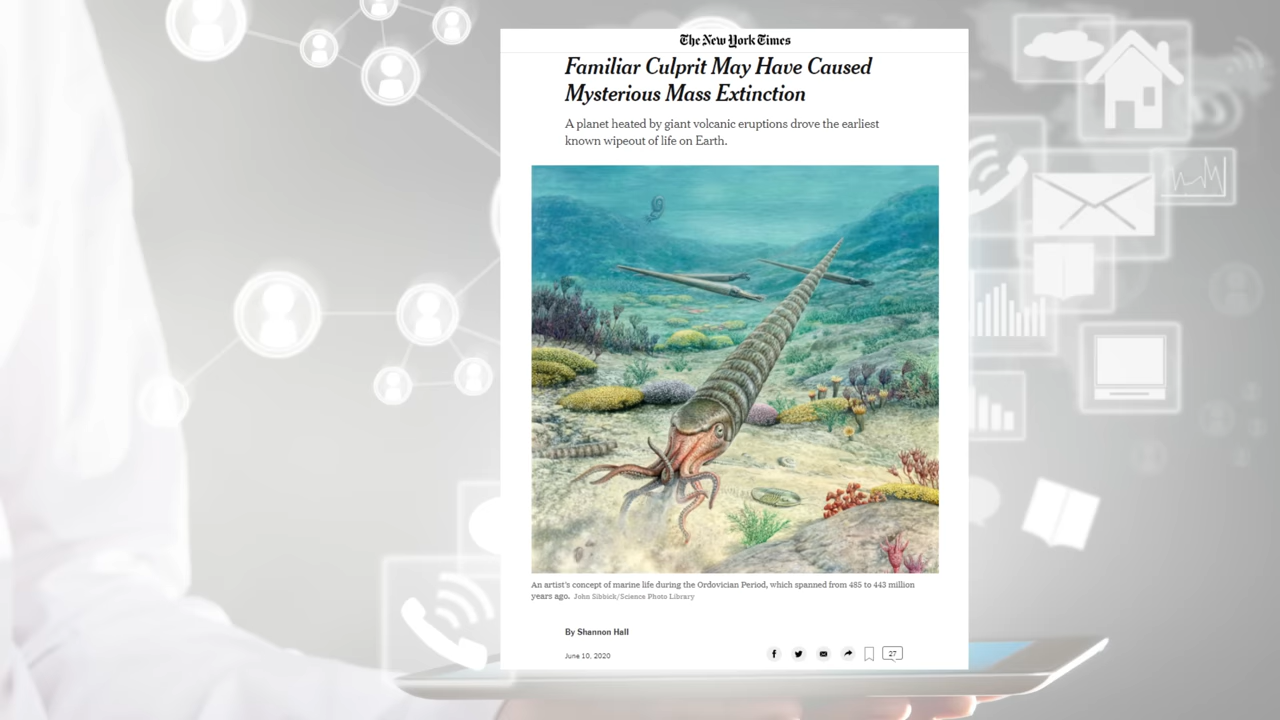 The New York Times
Familiar Culprit May Have Caused
Mysterious Mass Extinction
A planet heated by giant volcanic eruptions drove the earliest
known wipeout of life on Earth.
An artist's concept of marine life during the Ordovician Period, which spanned from 485 to 443 million
years ago. John Sibbick/Science Photo Library
By Shannon Hall
June 10, 2020
27